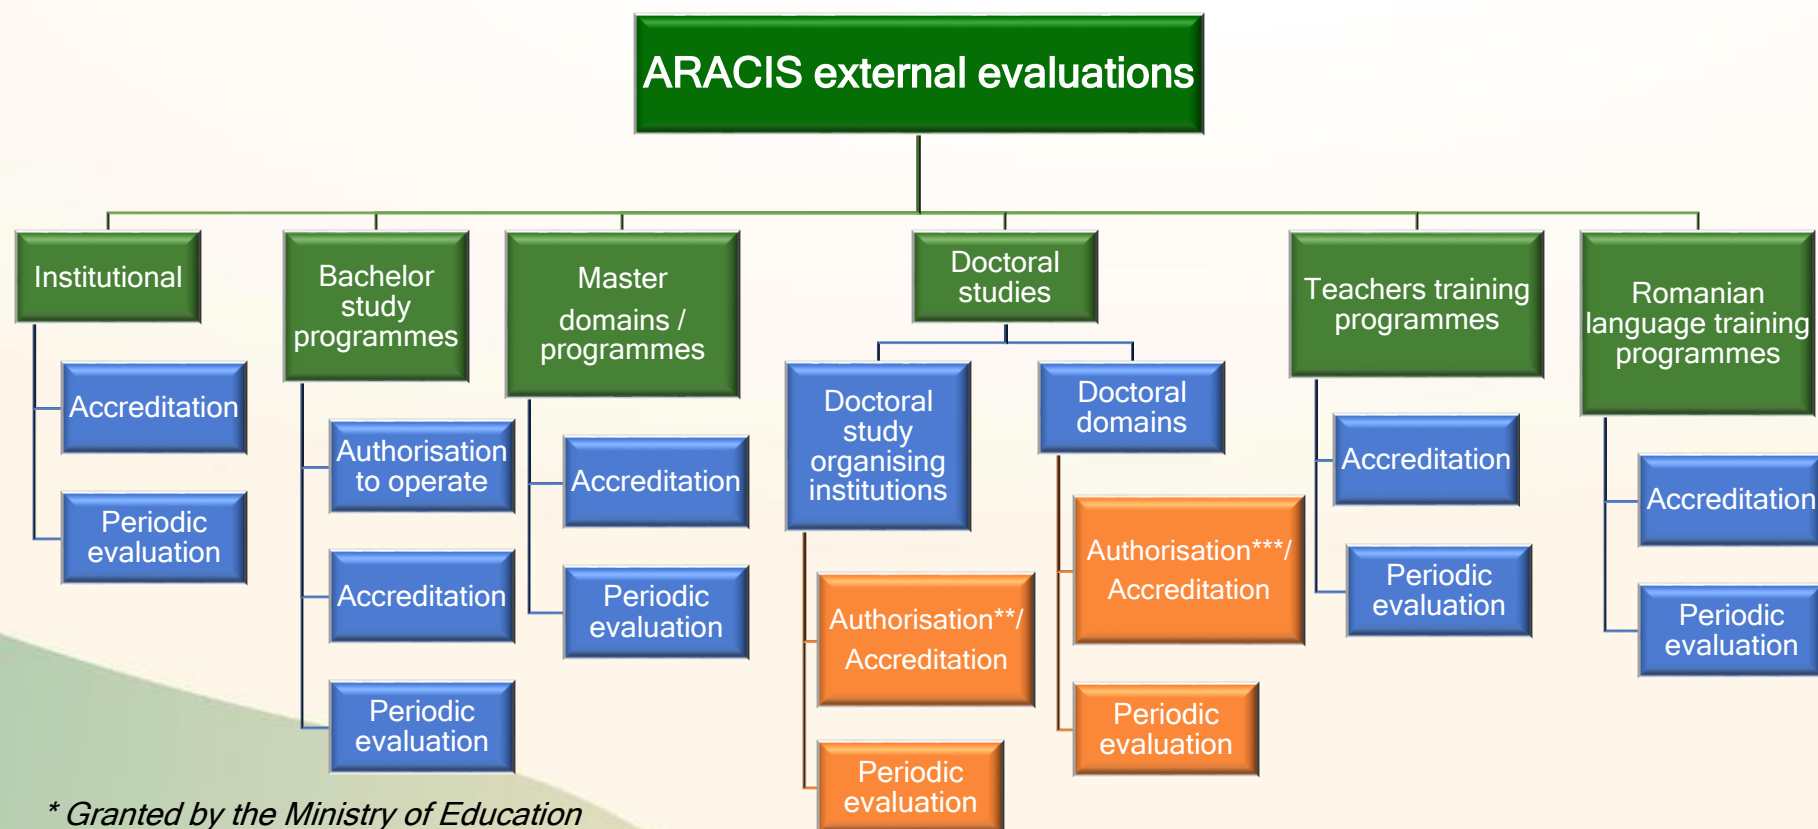 ARACIS external evaluations
Institutional
Accreditation
Periodic
evaluation
Bachelor
study
programmes
Authorisation
to operate
Accreditation
Periodic
evaluation
Master
domains /
programmes
Accreditation
Periodic
evaluation
Doctoral
studies
Doctoral
study
organising
institutions
Authorisation**/
Accreditation
Periodic
evaluation
Doctoral
domains
Authorisation***/
Accreditation
Periodic
evaluation
Teachers training
programmes
Accreditation
Periodic
evaluation
Romanian
language training
programmes
Accreditation
Periodic
evaluation
* Granted by the Ministry of Education